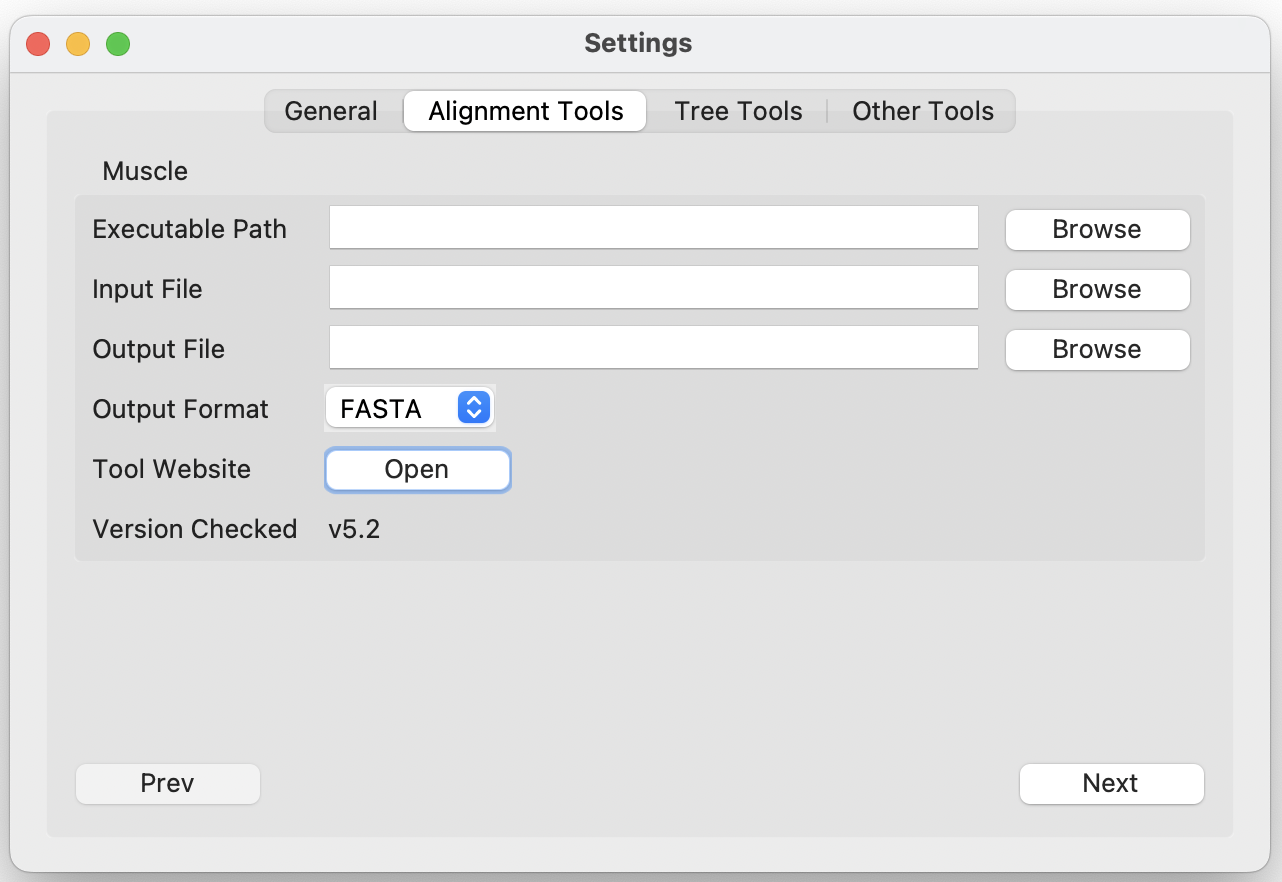 Settings
General Alignment Tools Tree Tools Other Tools
Muscle
Executable Path Browse
Input File Browse
Output File Browse
Output Format FASTA
Tool Website Open
Version Checked v5.2
Prev Next